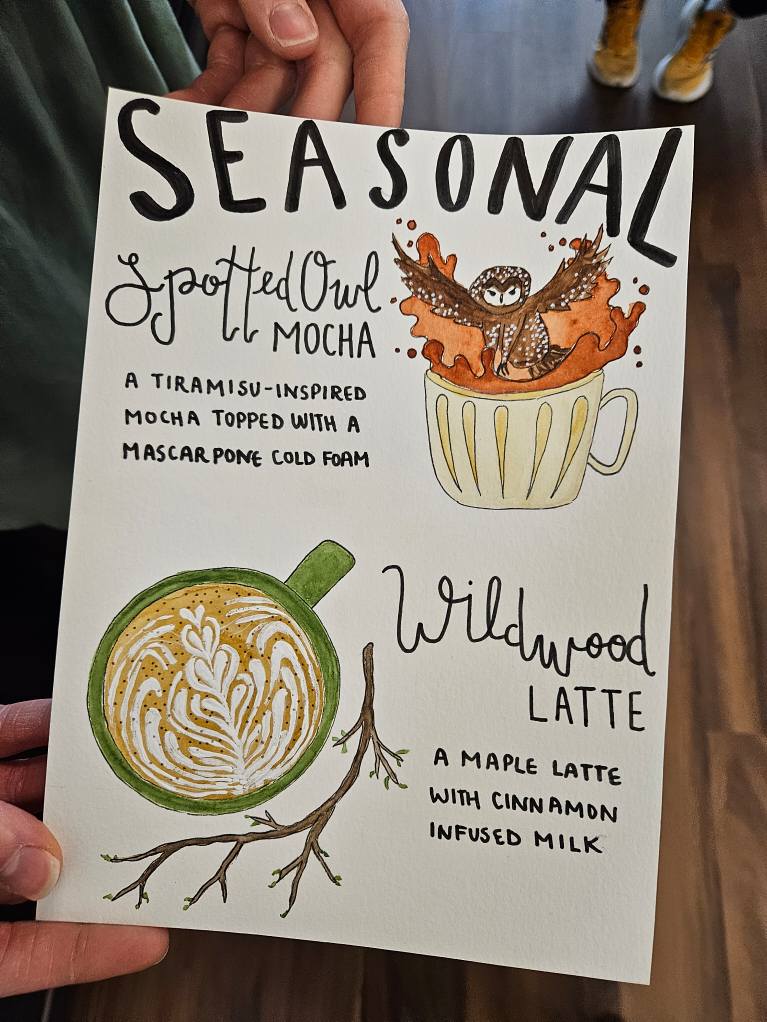 SEASONAL
Spotted Owl
MOCHA
A TIRAMISU-INSPIRED
MOCHA TOPPED WITH A
MASCARPONE COLD FOAM
Wildwood
LATTE
A MAPLE LATTE
WITH CINNAMON
INFUSED MILK